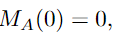 M_A(0) = 0,